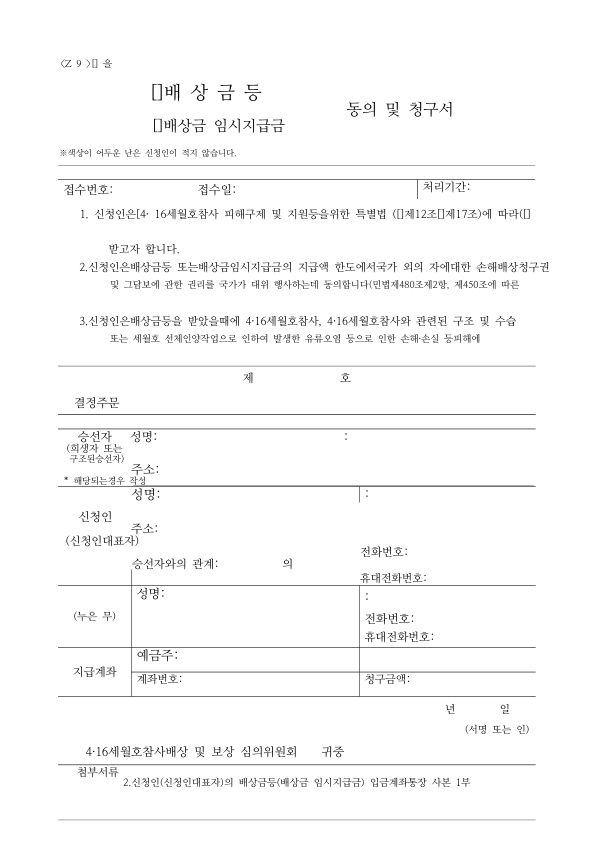 〈Z 9 〉[] 을
[]배 상 금 등
동의 및 청구서
[]배상금 임시지급금
※색상이 어두운 난은 신청인이 적지 않습니다.
접수번호: 접수일: 처리기간:
1. 신청인은[4· 16세월호참사 피해구제 및 지원등을위한 특별법 ([]제12조[]제17조)에 따라([]
받고자 합니다.
2.신청인은배상금등 또는배상금임시지급금의 지급액 한도에서국가 외의 자에대한 손해배상청구권
및 그담보에 관한 권리를 국가가 대위 행사하는데 동의합니다(민법제480조제2항, 제450조에 따른
3.신청인은배상금등을 받았을때에 4·16세월호참사, 4·16세월호참사와 관련된 구조 및 수습
또는 세월호 선체인양작업으로 인하여 발생한 유류오염 등으로 인한 손해·손실 등피해에
제 호
결정주문
승선자 성명: :
(희생자 또는
구조된승선자)
주소:
* 해당되는경우 작성
성명: :
신청인
주소:
(신청인대표자)
전화번호:
승선자와의 관계: 의
휴대전화번호:
성명: :
(누은 무)
전화번호:
휴대전화번호:
예금주:
지급계좌
계좌번호: 청구금액:
년 일
(서명 또는 인)
4·16세월호참사배상 및 보상 심의위원회 귀중
첨부서류
2.신청인(신청인대표자)의 배상금등(배상금 임시지급금) 입금계좌통장 사본 1부